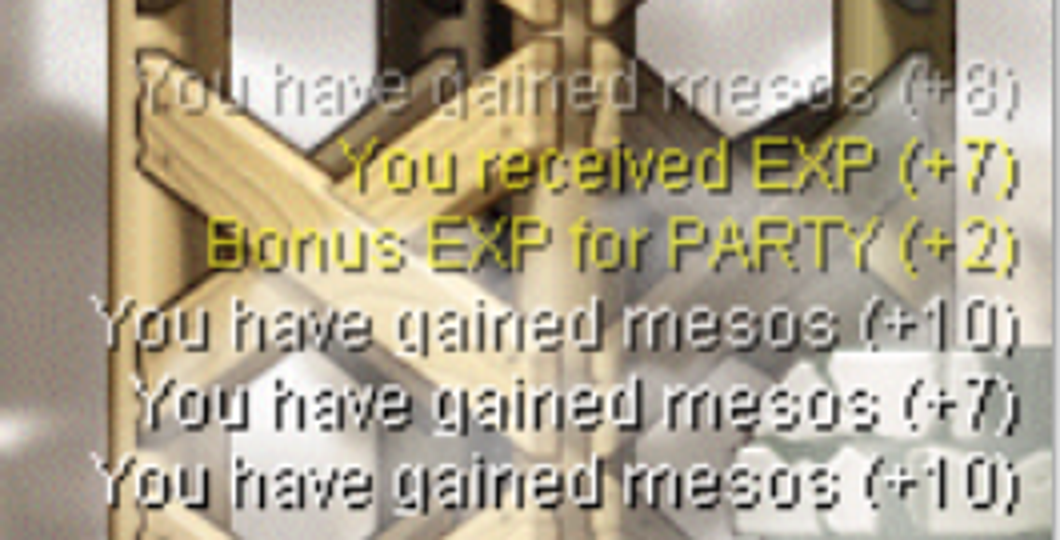 You have gained mesos (+8)
You received EXP (+7)
Bonus EXP for PARTY (+2)
You have gained mesos (+10)
You have gained mesos (+7)
You have gained mesos (+10)